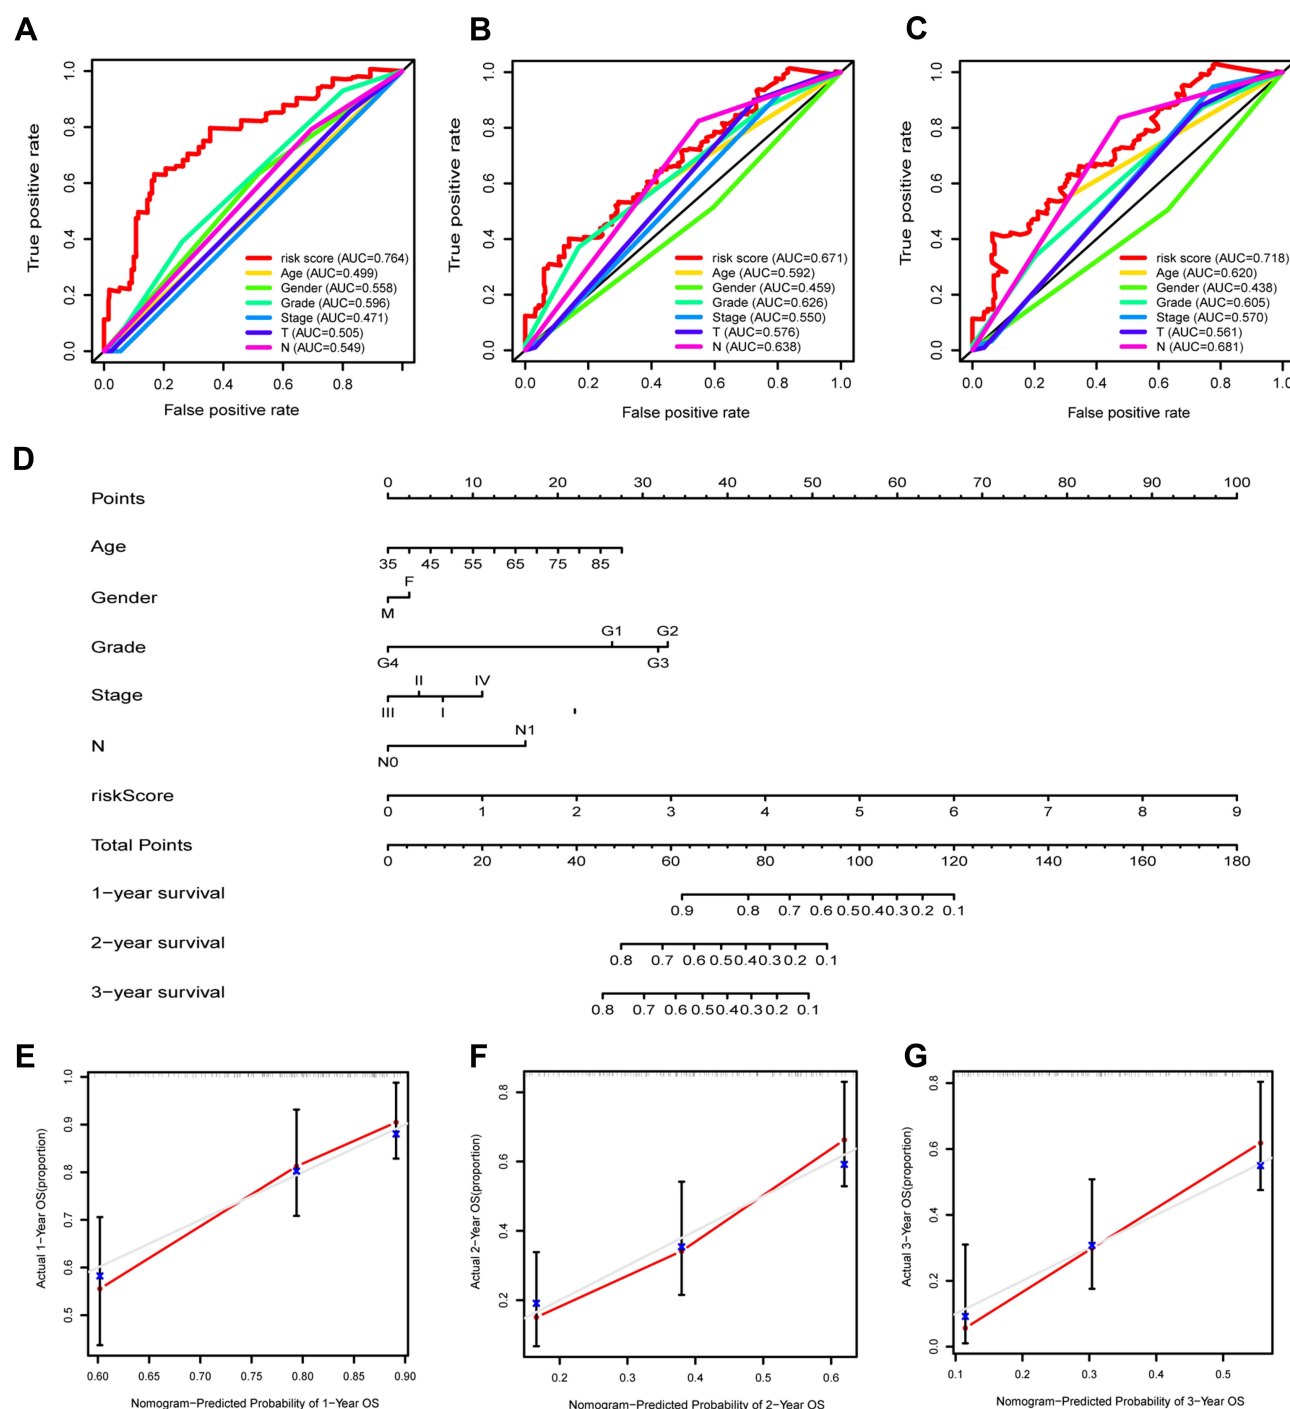 A
B
C
True positive rate
1.0
0.8
0.6
0.4
0.2
0.0
risk score (AUC=0.764)
Age (AUC=0.499)
Gender (AUC=0.558)
Grade (AUC=0.596)
Stage (AUC=0.471)
T (AUC=0.505)
N (AUC=0.549)
0.0 0.2 0.4 0.6 0.8
False positive rate
True positive rate
1.0
0.8
0.6
0.4
0.2
0.0
risk score (AUC=0.671)
Age (AUC=0.592)
Gender (AUC=0.459)
Grade (AUC=0.626)
Stage (AUC=0.550)
T (AUC=0.576)
N (AUC=0.638)
0.0 0.2 0.4 0.6 0.8 1.0
False positive rate
True positive rate
1.0
0.8
0.6
0.4
0.2
0.0
risk score (AUC=0.718)
Age (AUC=0.620)
Gender (AUC=0.438)
Grade (AUC=0.605)
Stage (AUC=0.570)
T (AUC=0.561)
N (AUC=0.681)
0.0 0.2 0.4 0.6 0.8 1.0
False positive rate
D
0 10 20 30 40 50 60 70 80 90 100
Points
Age
35 45 55 65 75 85
F
Gender
M
G1 G2
Grade
G4 G3
II IV
Stage
III I
N1
N
N0
riskScore
0 1 2 3 4 5 6 7 8 9
Total Points
0 20 40 60 80 100 120 140 160 180
1−year survival
0.9 0.8 0.7 0.6 0.5 0.4 0.3 0.2 0.1
2−year survival
0.8 0.7 0.6 0.5 0.4 0.3 0.2 0.1
3−year survival
0.8 0.7 0.6 0.5 0.4 0.3 0.2 0.1
E
F
G
Actual 1−Year OS(proportion)
1.0
0.9
0.8
0.7
0.6
0.5
0.60 0.65 0.70 0.75 0.80 0.85 0.90
Nomogram−Predicted Probability of 1−Year OS
Actual 2−Year OS(proportion)
0.8
0.6
0.4
0.2
0.2 0.3 0.4 0.5 0.6
Nomogram−Predicted Probability of 2−Year OS
Actual 3−Year OS(proportion)
0.8
0.6
0.4
0.2
0.0
0.1 0.2 0.3 0.4 0.5
Nomogram−Predicted Probability of 3−Year OS